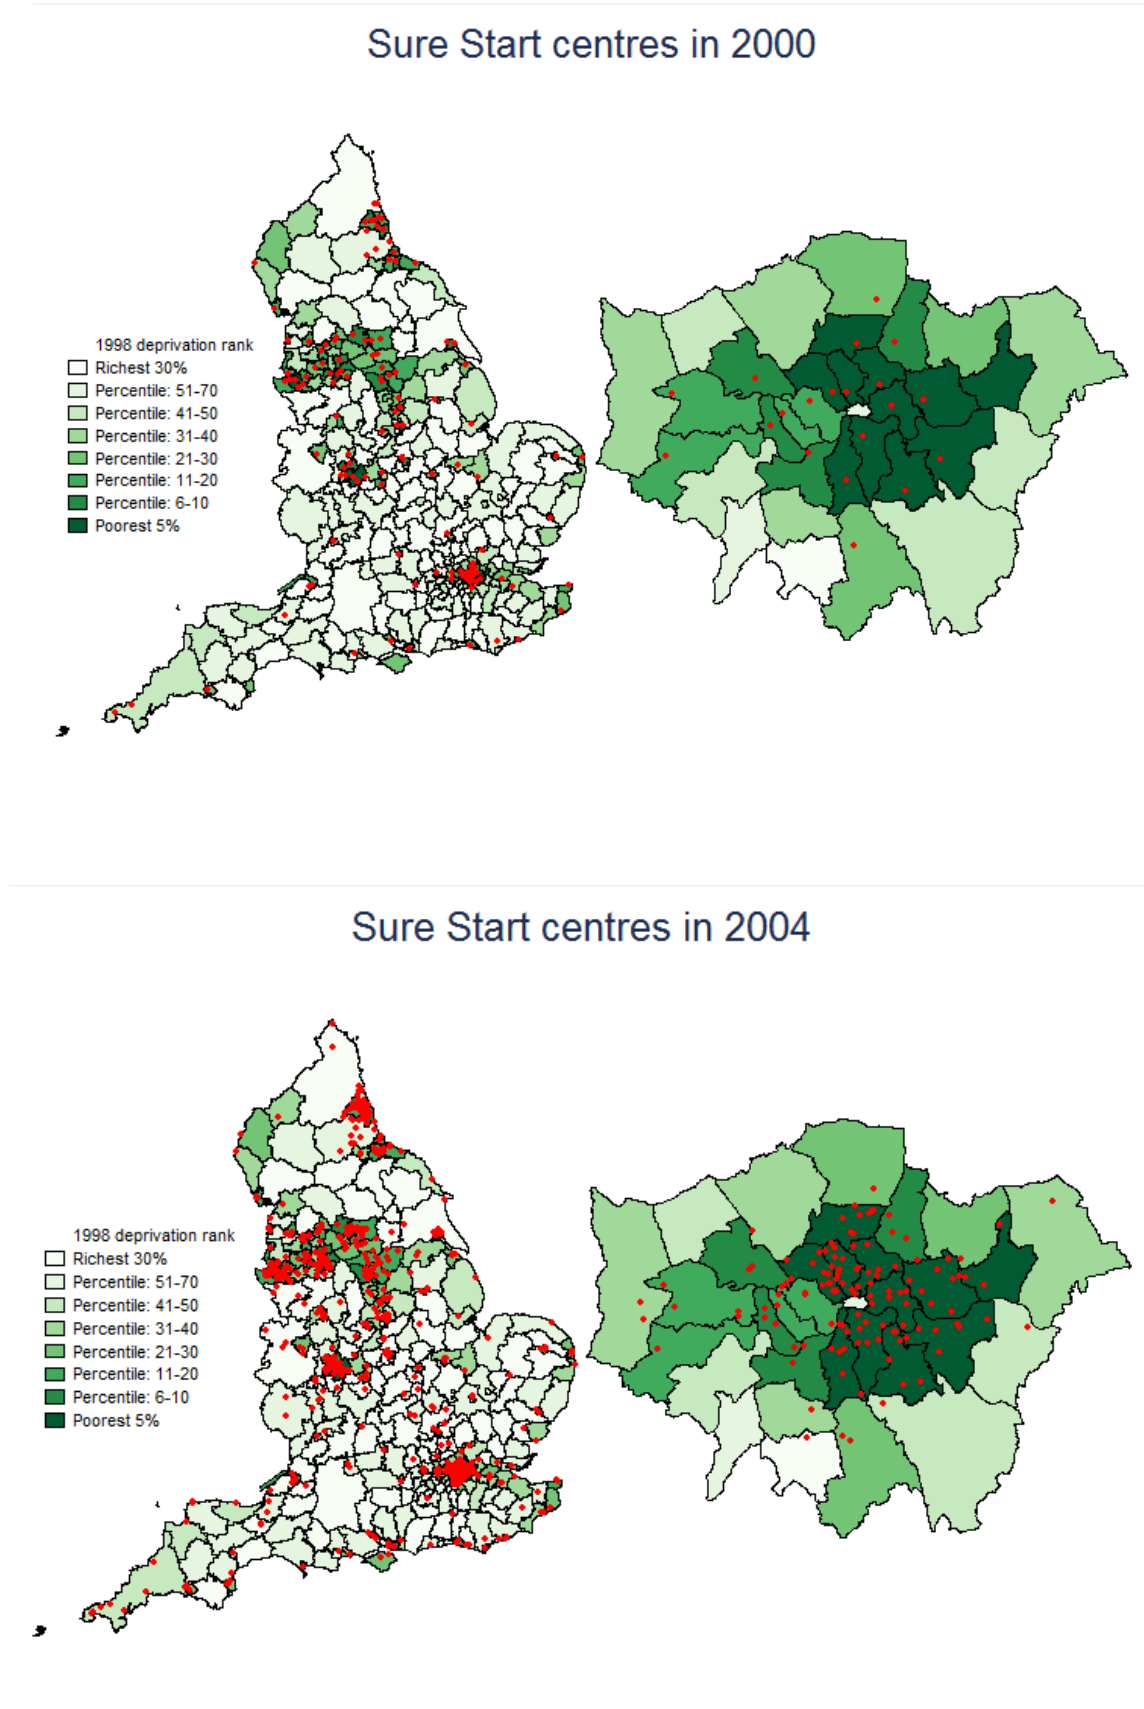 Sure Start centres in 2000
1998 deprivation rank
Richest 30%
Percentile: 51-70
Percentile: 41-50
Percentile: 31-40
Percentile: 21-30
Percentile: 11-20
Percentile: 6-10
Poorest 5%
Sure Start centres in 2004
1998 deprivation rank
Richest 30%
Percentile: 51-70
Percentile: 41-50
Percentile: 31-40
Percentile: 21-30
Percentile: 11-20
Percentile: 6-10
Poorest 5%